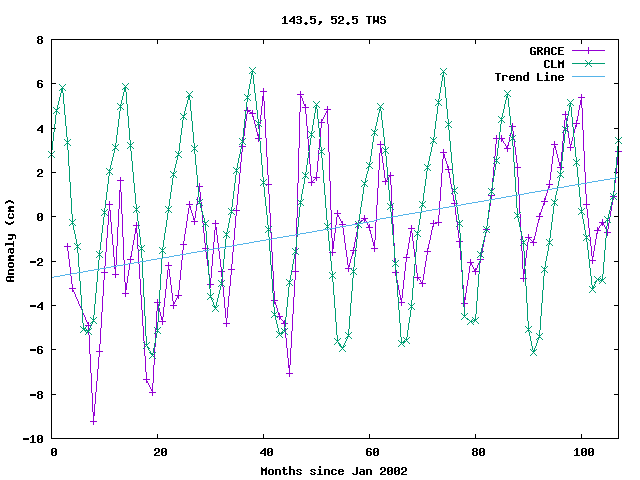 143.5, 52.5 TWS
GRACE
CLM
Trend Line
8
6
4
2
0
-2
-4
-6
-8
-10
Anomaly (cm)
0 20 40 60 80 100
Months since Jan 2002